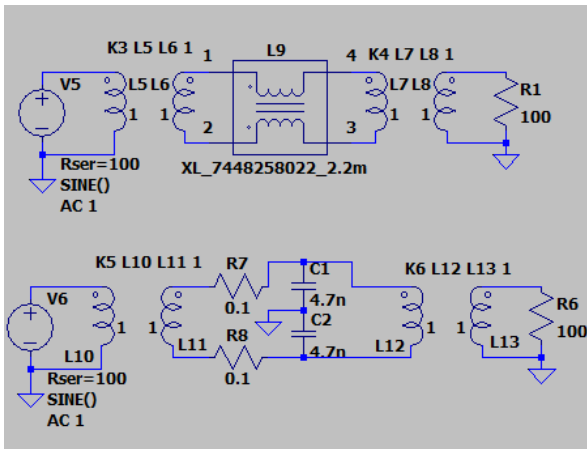 K3 L5 L6 1
1
L9
4
K4 L7 L8 1
V5
L5 L6
L7 L8
R1
1
1
1
1
100
2
3
Rser=100
XL_7448258022_2.2m
SINE()
AC 1
K5 L10 L11 1
R7
C1
K6 L12 L13 1
V6
0.1
4.7n
R6
1
1
C2
1
1
100
R8
4.7n
L10
L11
L12
L13
Rser=100
0.1
SINE()
AC 1